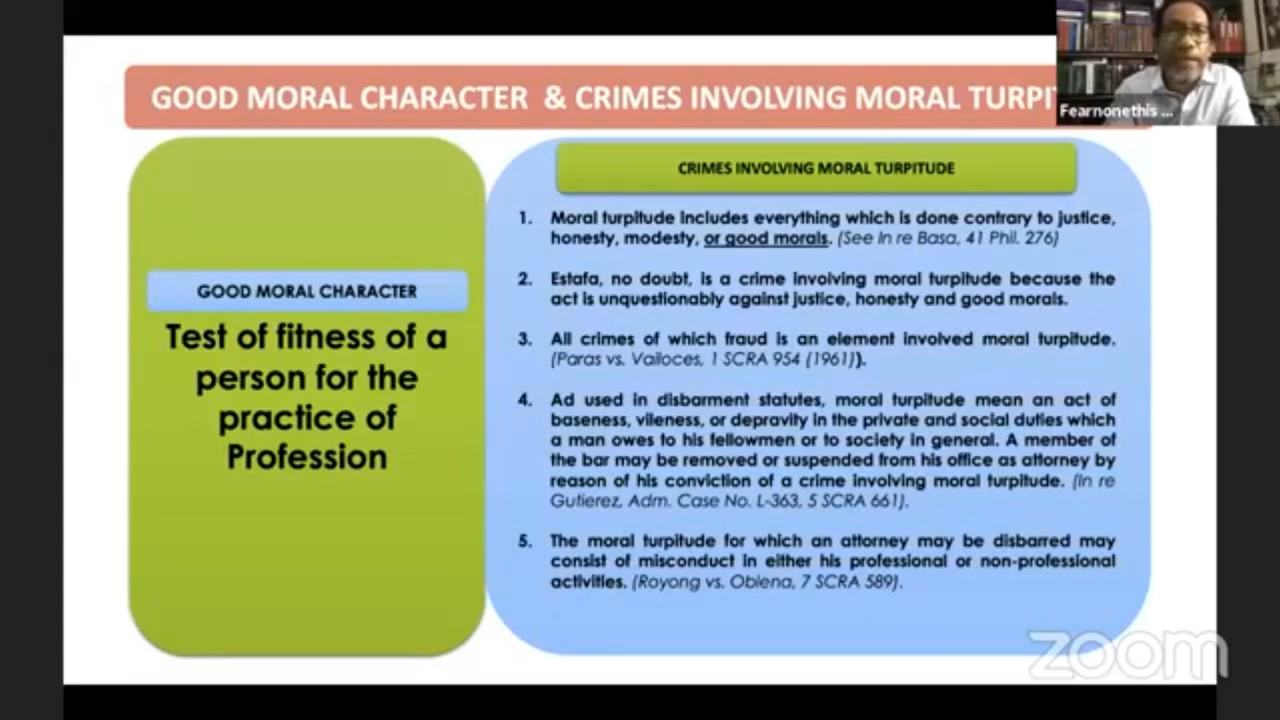 GOOD MORAL CHARACTER & CRIMES INVOLVING MORAL TURPI
Fearnonethis ...
GOOD MORAL CHARACTER
Test of fitness of a
person for the
practice of
Profession
CRIMES INVOLVING MORAL TURPITUDE
1. Moral turpitude includes everything which is done contrary to justice,
honesty, modesty, or good morals. (See In re Basa, 41 Phil. 276)
2. Estafa, no doubt, is a crime involving moral turpitude because the
act is unquestionably against justice, honesty and good morals.
3. All crimes of which fraud is an element involved moral turpitude.
(Paras vs. Vailoces, 1 SCRA 954 (1961)).
4. Ad used in disbarment statutes, moral turpitude mean an act of
baseness, vileness, or depravity in the private and social duties which
a man owes to his fellowmen or to society in general. A member of
the bar may be removed or suspended from his office as attorney by
reason of his conviction of a crime involving moral turpitude. (In re
Gutierez, Adm. Case No. L-363, 5 SCRA 661).
5. The moral turpitude for which an attorney may be disbarred may
consist of misconduct in either his professional or non-professional
activities. (Royong vs. Oblena, 7 SCRA 589).
zoom